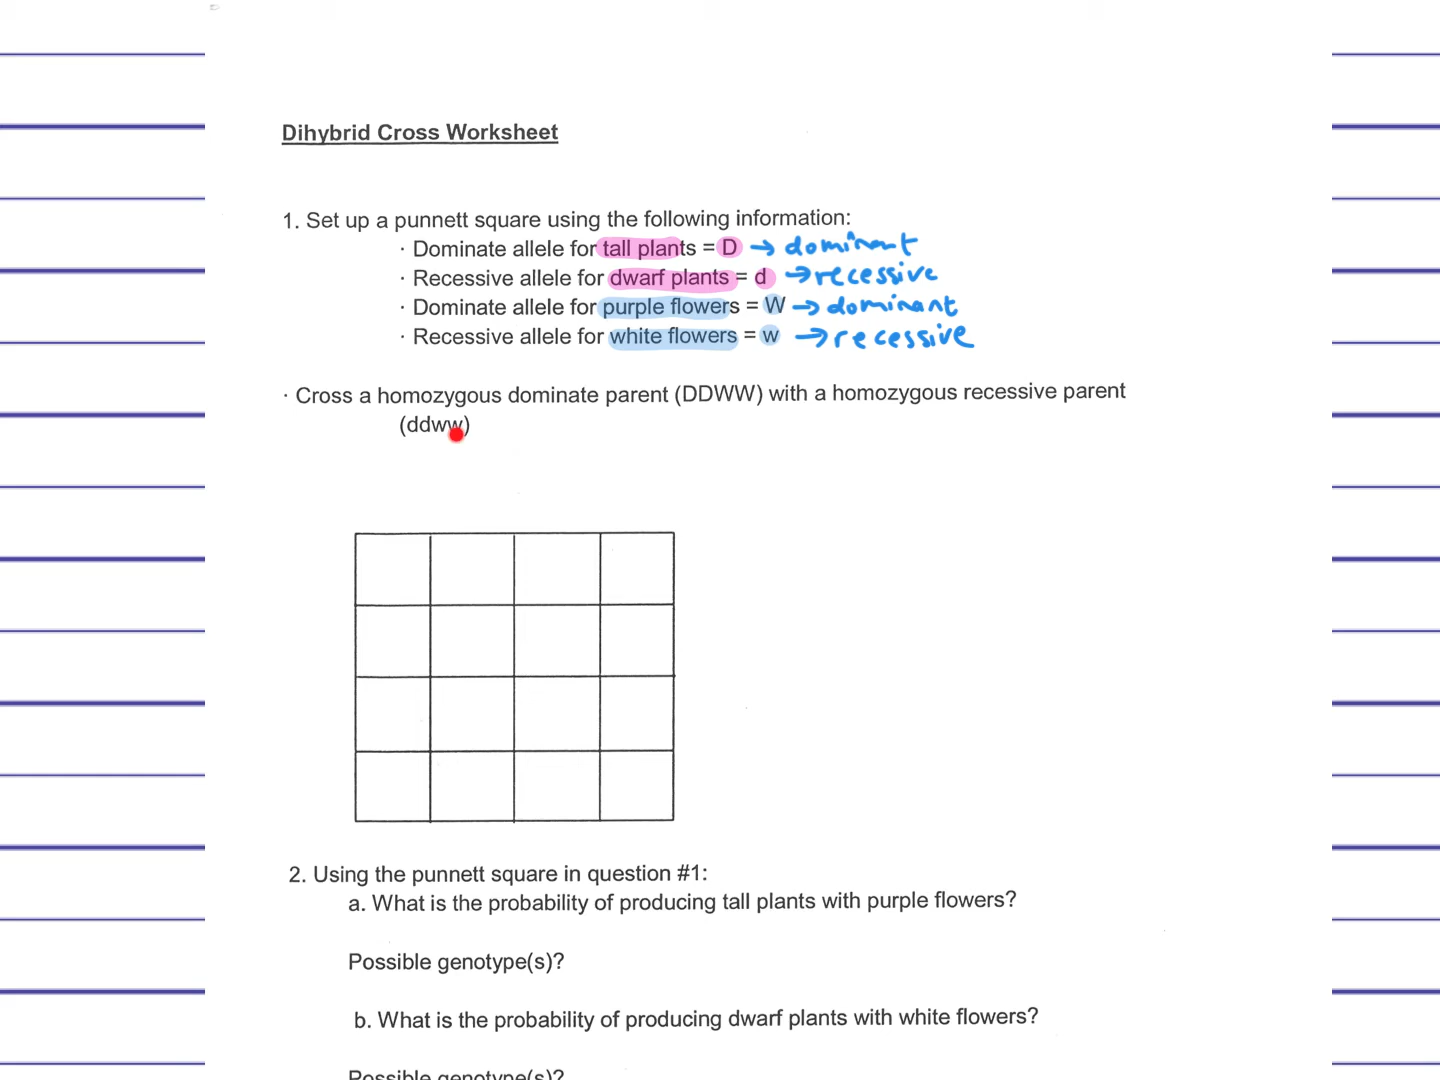 Dihybrid Cross Worksheet
1. Set up a punnett square using the following information:
· Dominate allele for tall plants = D → dominant
· Recessive allele for dwarf plants = d → recessive
· Dominate allele for purple flowers = W → dominant
· Recessive allele for white flowers = w → recessive
· Cross a homozygous dominate parent (DDWW) with a homozygous recessive parent
(ddww)
2. Using the punnett square in question #1:
a. What is the probability of producing tall plants with purple flowers?
Possible genotype(s)?
b. What is the probability of producing dwarf plants with white flowers?
Possible genotype(s)?